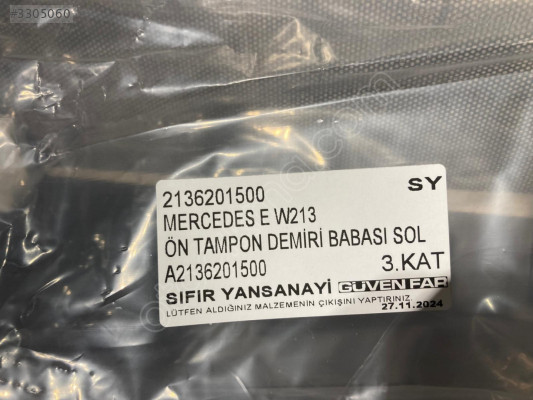 #3305060
2136201500 SY
MERCEDES E W213
ÖN TAMPON DEMİRİ BABASI SOL
A2136201500 3.KAT
SIFIR YANSANAYİ GÜVEN FAR
LÜTFEN ALDIĞINIZ MALZEMENİN ÇIKIŞINI YAPTIRINIZ
27.11.2024